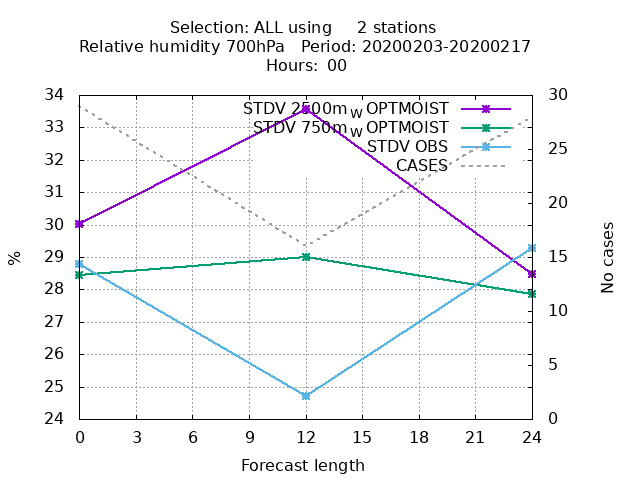 Selection: ALL using 2 stations
Relative humidity 700hPa Period: 20200203-20200217
Hours: 00
34
33
32
31
30
29
28
27
26
25
24
%
STDV 2500m_W OPTMOIST
STDV 750m_W OPTMOIST
STDV OBS
CASES
30
25
20
15
10
5
0
No cases
0 3 6 9 12 15 18 21 24
Forecast length